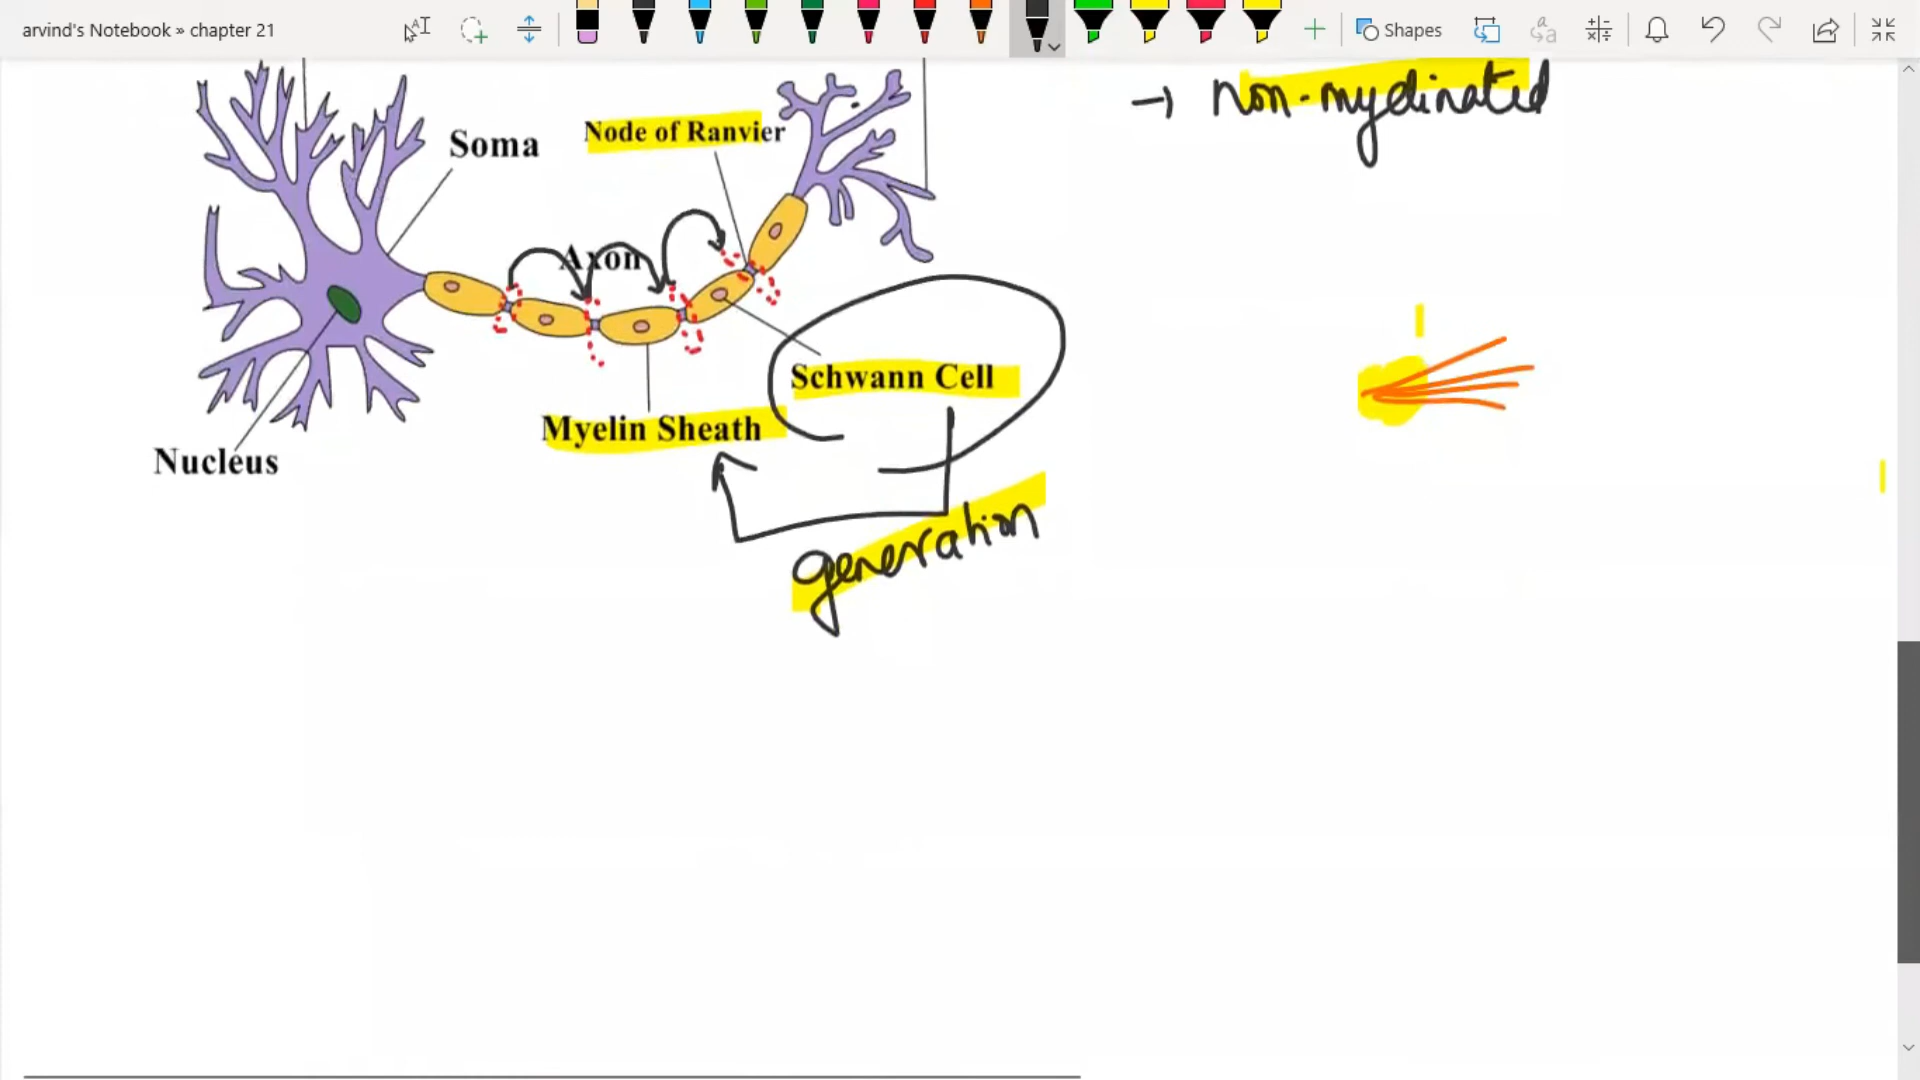 arvind's Notebook » chapter 21
Shapes
→ non-myelinated
Soma
Node of Ranvier
Axon
Schwann Cell
Myelin Sheath
Nucleus
generation